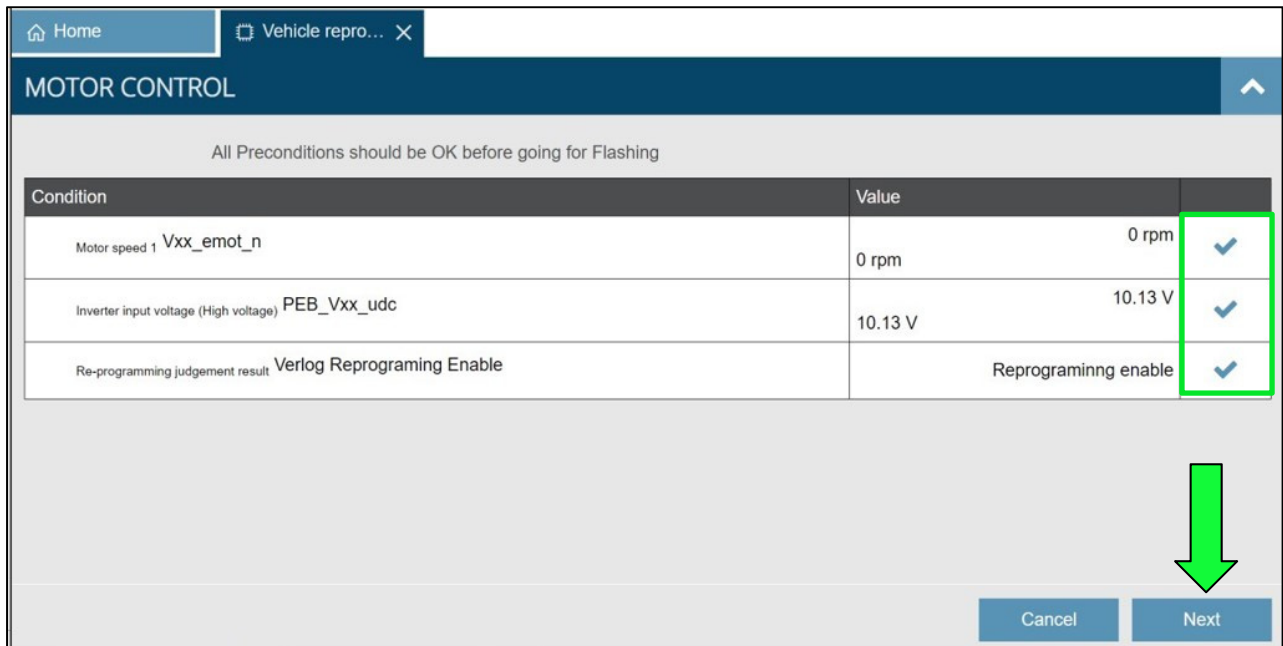 Home
Vehicle repro...
MOTOR CONTROL
All Preconditions should be OK before going for Flashing
Condition Value
Motor speed 1 Vxx_emot_n 0 rpm
0 rpm
Inverter input voltage (High voltage) PEB_Vxx_udc 10.13 V
10.13 V
Re-programming judgement result Verlog Reprograming Enable Reprograminng enable
Cancel Next